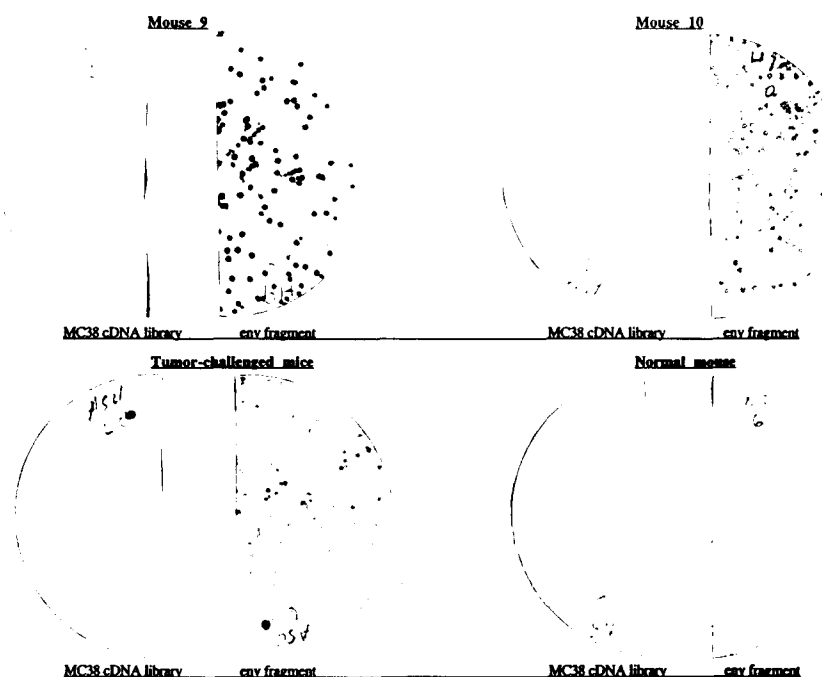 Mouse 9
Mouse 10
MC38 cDNA library
env fragment
MC38 cDNA library
env fragment
Tumor-challenged mice
Normal mouse
6
MC38 cDNA library
env fragment
MC38 cDNA library
env fragment